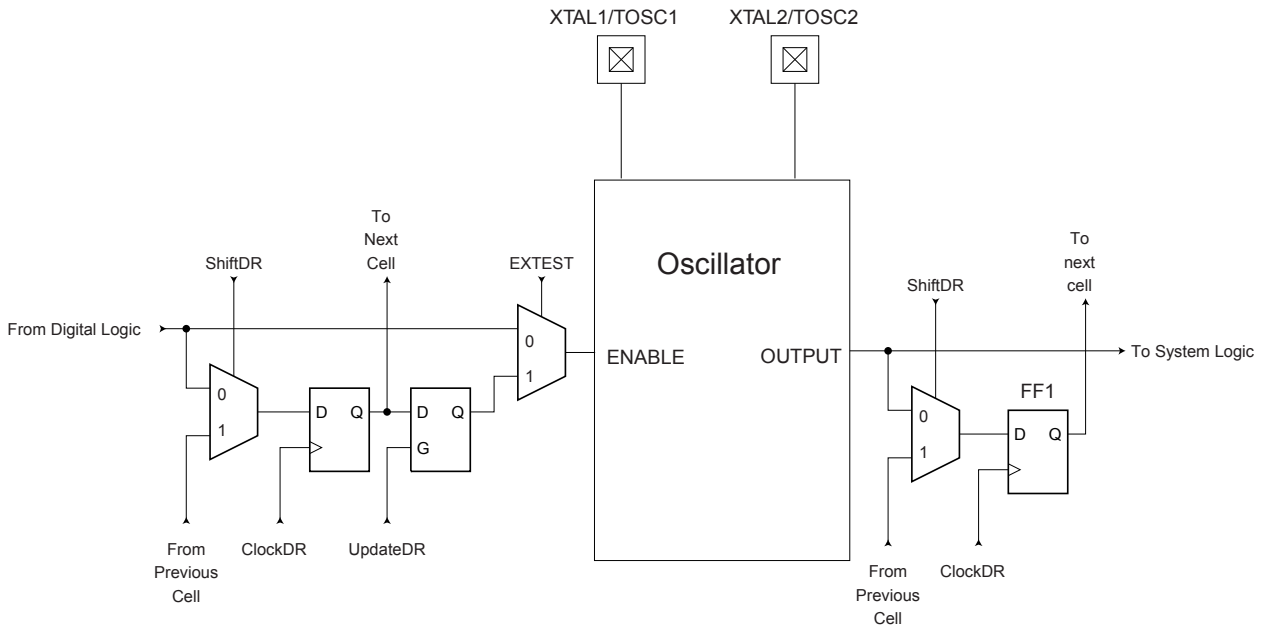 XTAL1/TOSC1
XTAL2/TOSC2
To
Next
Cell
ShiftDR
EXTEST
From Digital Logic
0
1
0
1
D Q
D Q
G
From
Previous
Cell
ClockDR
UpdateDR
Oscillator
ENABLE
OUTPUT
To
next
cell
ShiftDR
To System Logic
FF1
0
1
D Q
From
Previous
Cell
ClockDR